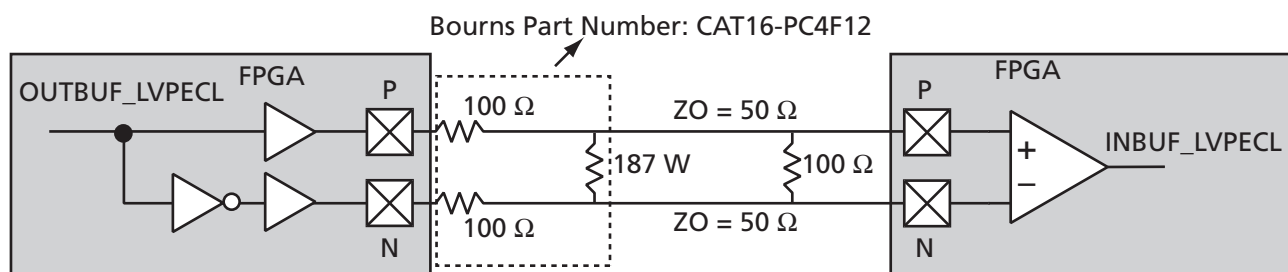 Bourns Part Number: CAT16-PC4F12
OUTBUF_LVPECL
FPGA
P
100 Ω
ZO = 50 Ω
187 W
100 Ω
100 Ω
ZO = 50 Ω
N
FPGA
P
INBUF_LVPECL
+
–
N